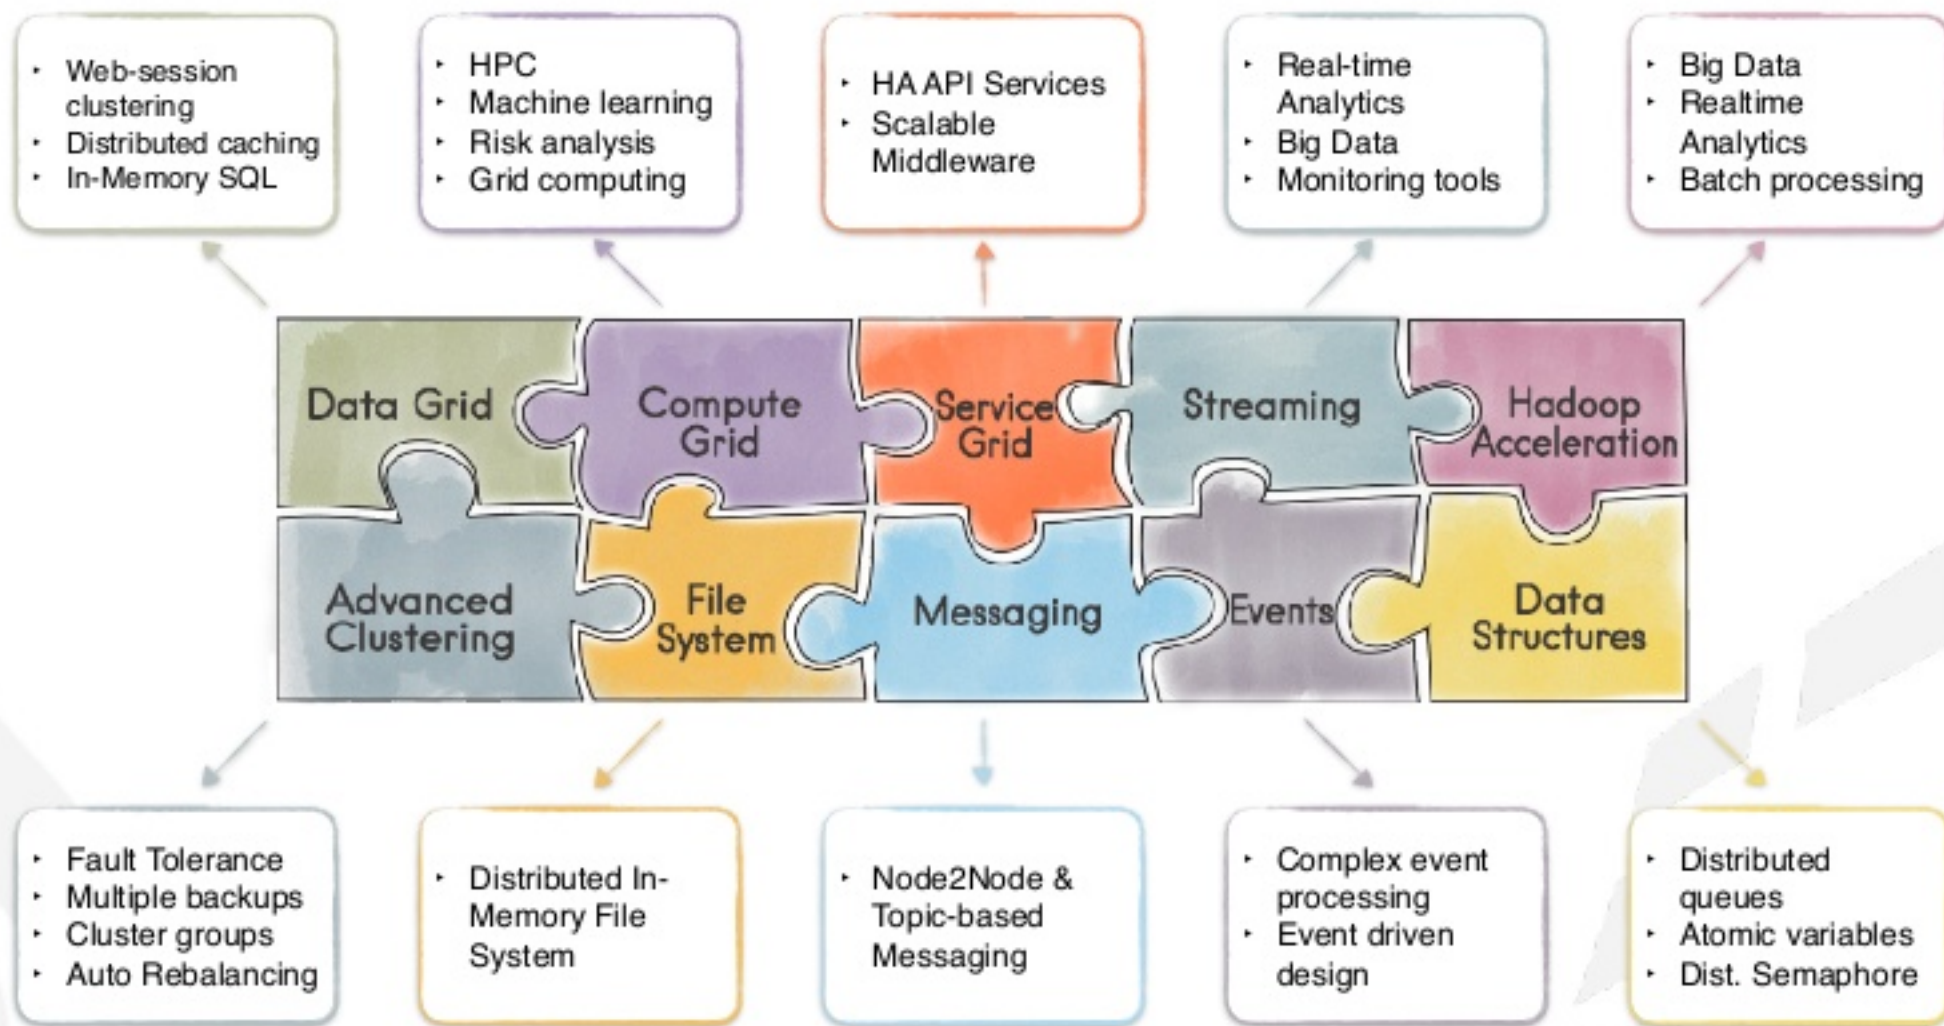 ‣ Web-session
clustering
‣ Distributed caching
‣ In-Memory SQL
‣ HPC
‣ Machine learning
‣ Risk analysis
‣ Grid computing
‣ HA API Services
‣ Scalable
Middleware
‣ Real-time
Analytics
‣ Big Data
‣ Monitoring tools
‣ Big Data
‣ Realtime
Analytics
‣ Batch processing
Data Grid
Compute
Grid
Service
Grid
Streaming
Hadoop
Acceleration
Advanced
Clustering
File
System
Messaging
Events
Data
Structures
‣ Fault Tolerance
‣ Multiple backups
‣ Cluster groups
‣ Auto Rebalancing
‣ Distributed In-
Memory File
System
‣ Node2Node &
Topic-based
Messaging
‣ Complex event
processing
‣ Event driven
design
‣ Distributed
queues
‣ Atomic variables
‣ Dist. Semaphore